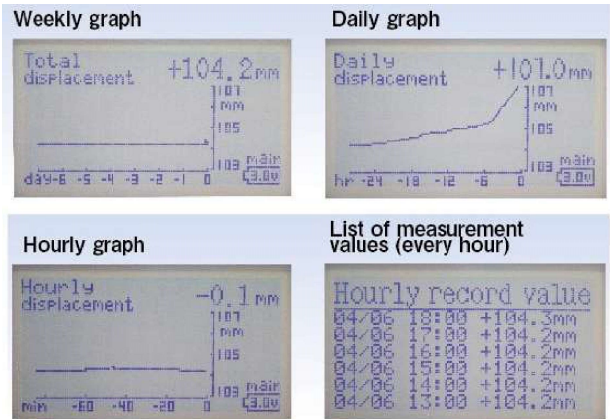 Weekly graph
Total
displacement
+104.2mm
107
mm
105
103
main
day-6 -5 -4 -3 -2 -1 0
3.0v
Daily graph
Daily
displacement
+101.0mm
107
mm
105
103
main
hr -24 -18 -12 -6 0
3.0v
Hourly graph
Hourly
displacement
-0.1mm
107
mm
105
103
main
min -60 -40 -20 0
3.0v
List of measurement
values (every hour)
Hourly record value
04/06 18:00 +104.3mm
04/06 17:00 +104.2mm
04/06 16:00 +104.2mm
04/06 15:00 +104.2mm
04/06 14:00 +104.2mm
04/06 13:00 +104.2mm